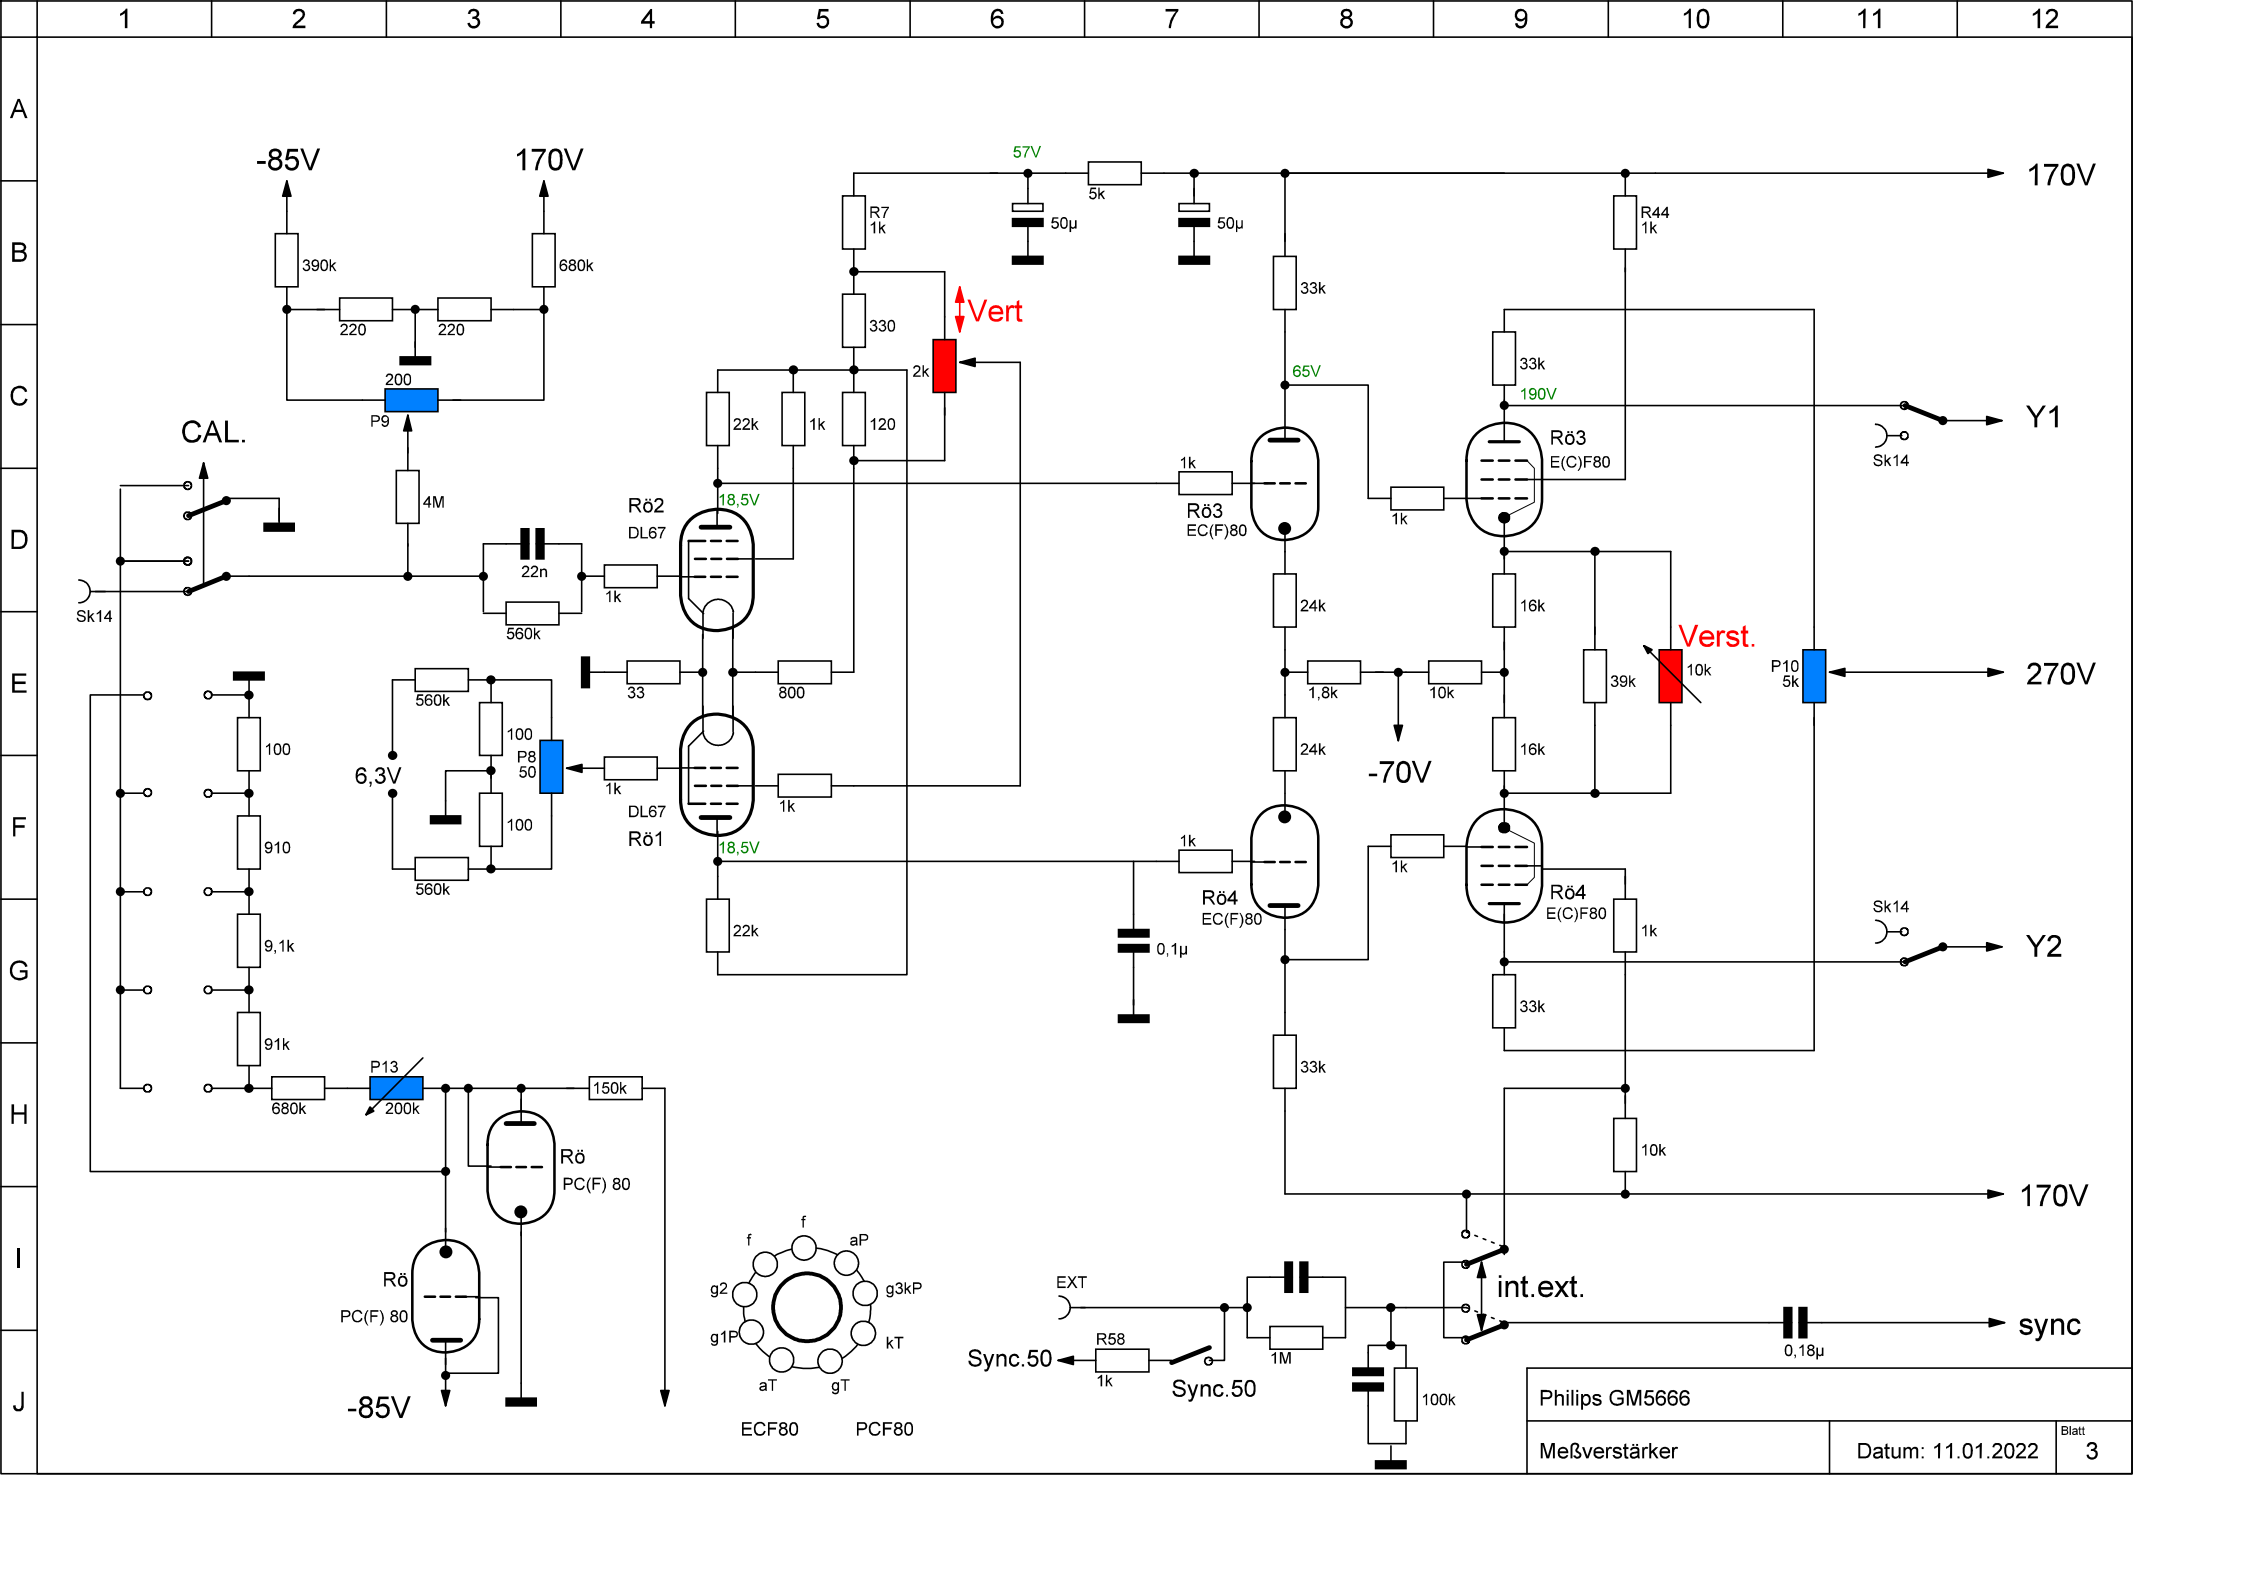 1 2 3 4 5 6 7 8 9 10 11 12
A
B
C
D
E
F
G
H
I
J
-85V
170V
390k
680k
220
220
200
P9
CAL.
4M
Sk14
22n
560k
1k
Rö2
DL67
57V
5k
50µ
50µ
R7
1k
330
Vert
2k
22k
1k
120
18,5V
170V
R44
1k
33k
65V
33k
190V
Y1
Sk14
1k
Rö3
EC(F)80
1k
Rö3
E(C)F80
24k
16k
39k
Verst.
10k
P10
5k
270V
1,8k
10k
-70V
24k
16k
33
800
560k
100
P8
50
6,3V
100
560k
1k
DL67
Rö1
1k
18,5V
22k
1k
Rö4
EC(F)80
1k
Rö4
E(C)F80
0,1µ
1k
Sk14
Y2
33k
33k
10k
170V
100
910
9,1k
91k
680k
P13
200k
150k
Rö
PC(F) 80
Rö
PC(F) 80
-85V
f
f
aP
g2
g3kP
g1P
kT
aT
gT
ECF80
PCF80
EXT
int.ext.
R58
1k
Sync.50
Sync.50
1M
100k
0,18µ
sync
Philips GM5666
Meßverstärker
Datum: 11.01.2022
Blatt
3